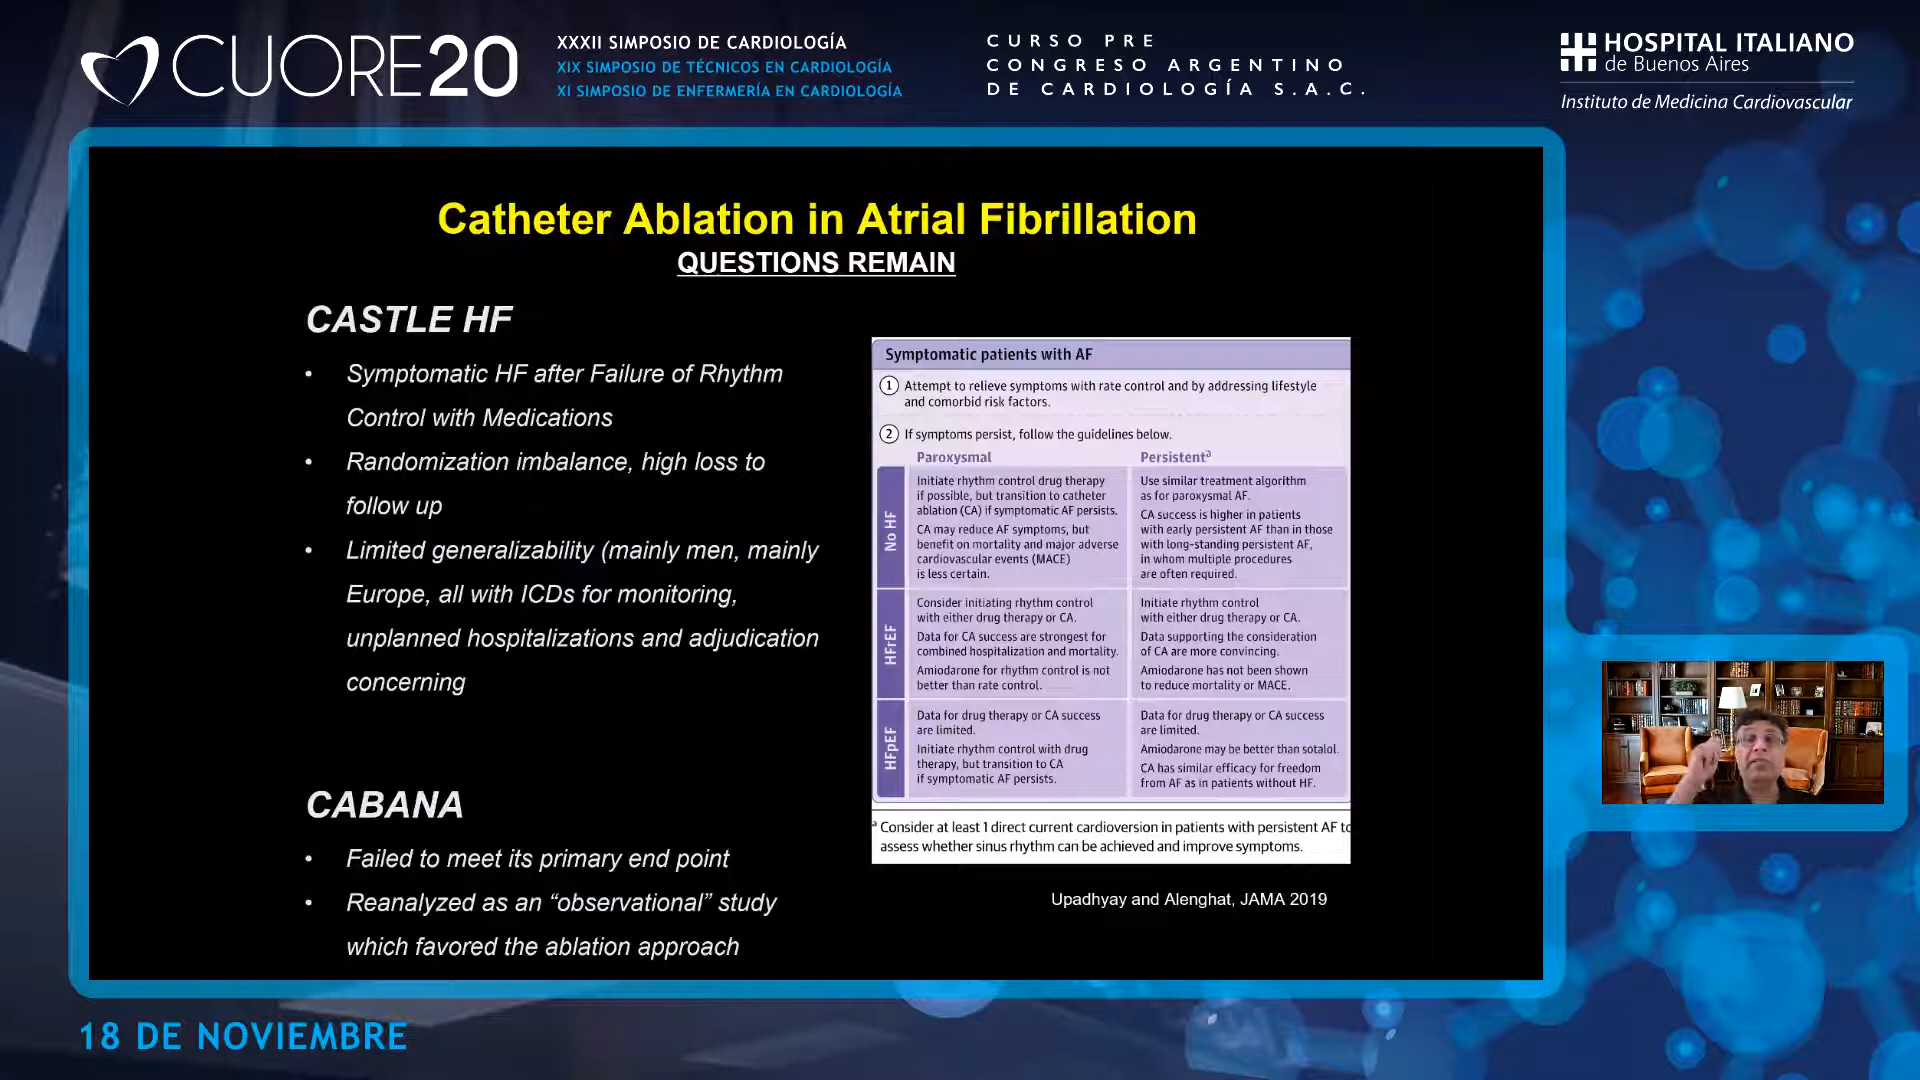 CUORE20
XXXII SIMPOSIO DE CARDIOLOGÍA
XIX SIMPOSIO DE TÉCNICOS EN CARDIOLOGÍA
XI SIMPOSIO DE ENFERMERÍA EN CARDIOLOGÍA
CURSO PRE
CONGRESO ARGENTINO
DE CARDIOLOGÍA S.A.C.
HOSPITAL ITALIANO
de Buenos Aires
Instituto de Medicina Cardiovascular
Catheter Ablation in Atrial Fibrillation
QUESTIONS REMAIN
CASTLE HF
• Symptomatic HF after Failure of Rhythm
Control with Medications
• Randomization imbalance, high loss to
follow up
• Limited generalizability (mainly men, mainly
Europe, all with ICDs for monitoring,
unplanned hospitalizations and adjudication
concerning
CABANA
• Failed to meet its primary end point
• Reanalyzed as an “observational” study
which favored the ablation approach
Symptomatic patients with AF
1 Attempt to relieve symptoms with rate control and by addressing lifestyle
and comorbid risk factors.
2 If symptoms persist, follow the guidelines below.
Paroxysmal
Persistentᵃ
No HF
Initiate rhythm control drug therapy
if possible, but transition to catheter
ablation (CA) if symptomatic AF persists.
CA may reduce AF symptoms, but
benefit on mortality and major adverse
cardiovascular events (MACE)
is less certain.
Use similar treatment algorithm
as for paroxysmal AF.
CA success is higher in patients
with early persistent AF than in those
with long-standing persistent AF,
in whom multiple procedures
are often required.
HFrEF
Consider initiating rhythm control
with either drug therapy or CA.
Data for CA success are strongest for
combined hospitalization and mortality.
Amiodarone for rhythm control is not
better than rate control.
Initiate rhythm control
with either drug therapy or CA.
Data supporting the consideration
of CA are more convincing.
Amiodarone has not been shown
to reduce mortality or MACE.
HFpEF
Data for drug therapy or CA success
are limited.
Initiate rhythm control with drug
therapy, but transition to CA
if symptomatic AF persists.
Data for drug therapy or CA success
are limited.
Amiodarone may be better than sotalol.
CA has similar efficacy for freedom
from AF as in patients without HF.
ᵃ Consider at least 1 direct current cardioversion in patients with persistent AF to
assess whether sinus rhythm can be achieved and improve symptoms.
Upadhyay and Alenghat, JAMA 2019
18 DE NOVIEMBRE